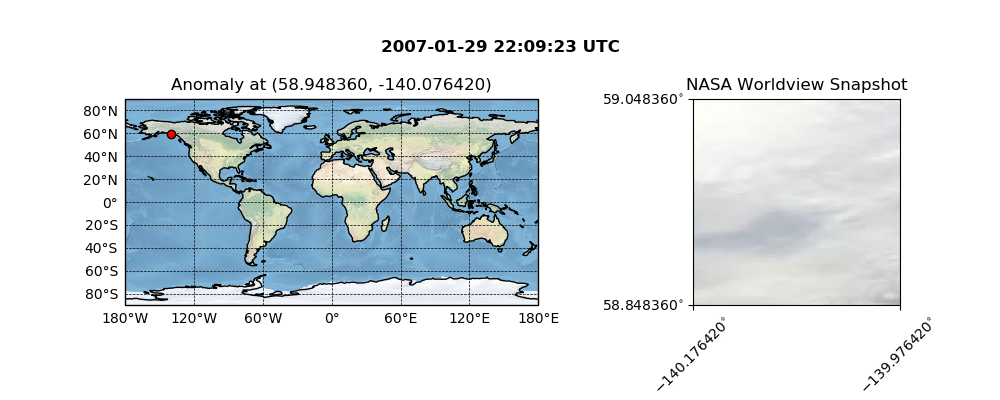 2007-01-29 22:09:23 UTC
Anomaly at (58.948360, -140.076420)
NASA Worldview Snapshot
80°N
60°N
40°N
20°N
0°
20°S
40°S
60°S
80°S
180°W 120°W 60°W 0° 60°E 120°E 180°E
59.048360°
58.848360°
−140.176420°
−139.976420°